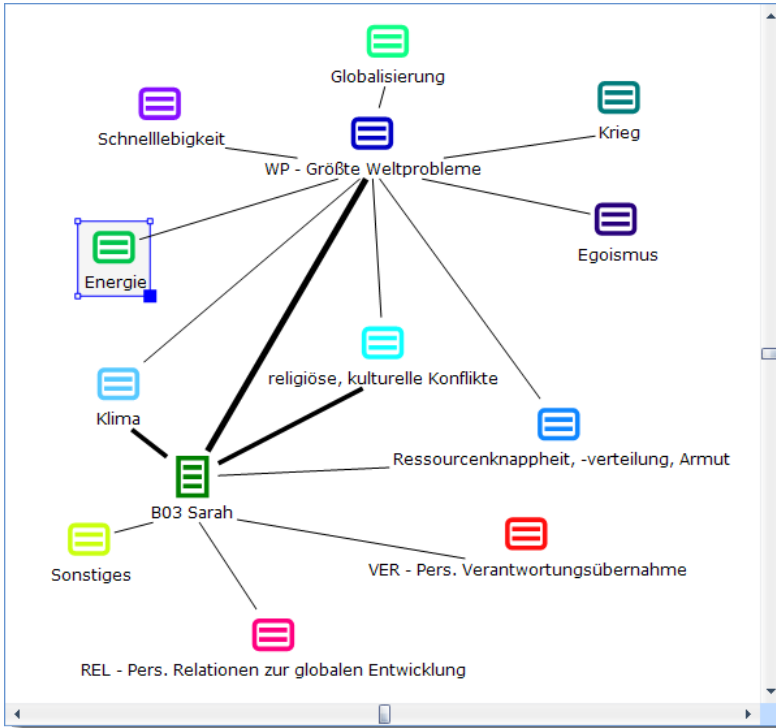 Globalisierung
Schnelllebigkeit
Krieg
WP - Größte Weltprobleme
Egoismus
Energie
religiöse, kulturelle Konflikte
Klima
Ressourcenknappheit, -verteilung, Armut
B03 Sarah
Sonstiges
VER - Pers. Verantwortungsübernahme
REL - Pers. Relationen zur globalen Entwicklung